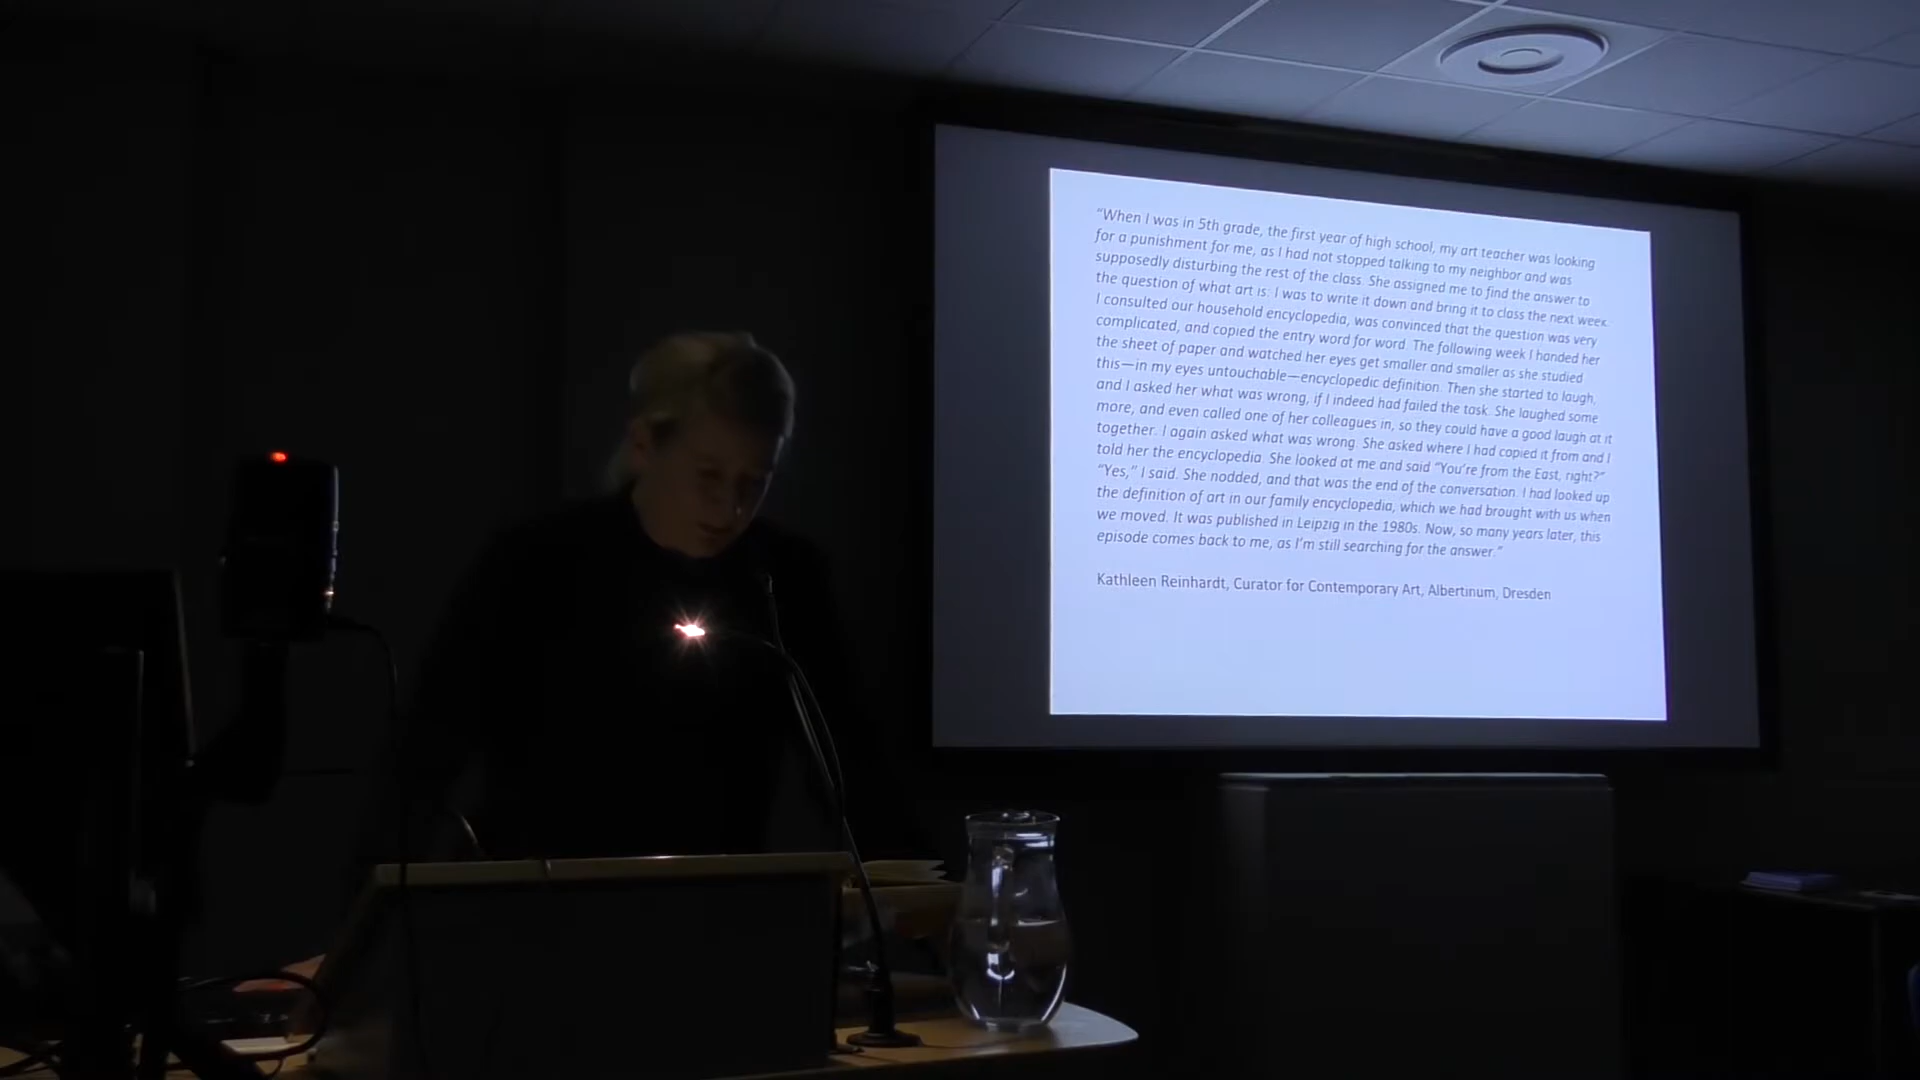 “When I was in 5th grade, the first year of high school, my art teacher was looking
for a punishment for me, as I had not stopped talking to my neighbor and was
supposedly disturbing the rest of the class. She assigned me to find the answer to
the question of what art is: I was to write it down and bring it to class the next week.
I consulted our household encyclopedia, was convinced that the question was very
complicated, and copied the entry word for word. The following week I handed her
the sheet of paper and watched her eyes get smaller and smaller as she studied
this—in my eyes untouchable—encyclopedic definition. Then she started to laugh,
and I asked her what was wrong, if I indeed had failed the task. She laughed some
more, and even called one of her colleagues in, so they could have a good laugh at it
together. I again asked what was wrong. She asked where I had copied it from and I
told her the encyclopedia. She looked at me and said “You’re from the East, right?”
“Yes,” I said. She nodded, and that was the end of the conversation. I had looked up
the definition of art in our family encyclopedia, which we had brought with us when
we moved. It was published in Leipzig in the 1980s. Now, so many years later, this
episode comes back to me, as I’m still searching for the answer.”
Kathleen Reinhardt, Curator for Contemporary Art, Albertinum, Dresden